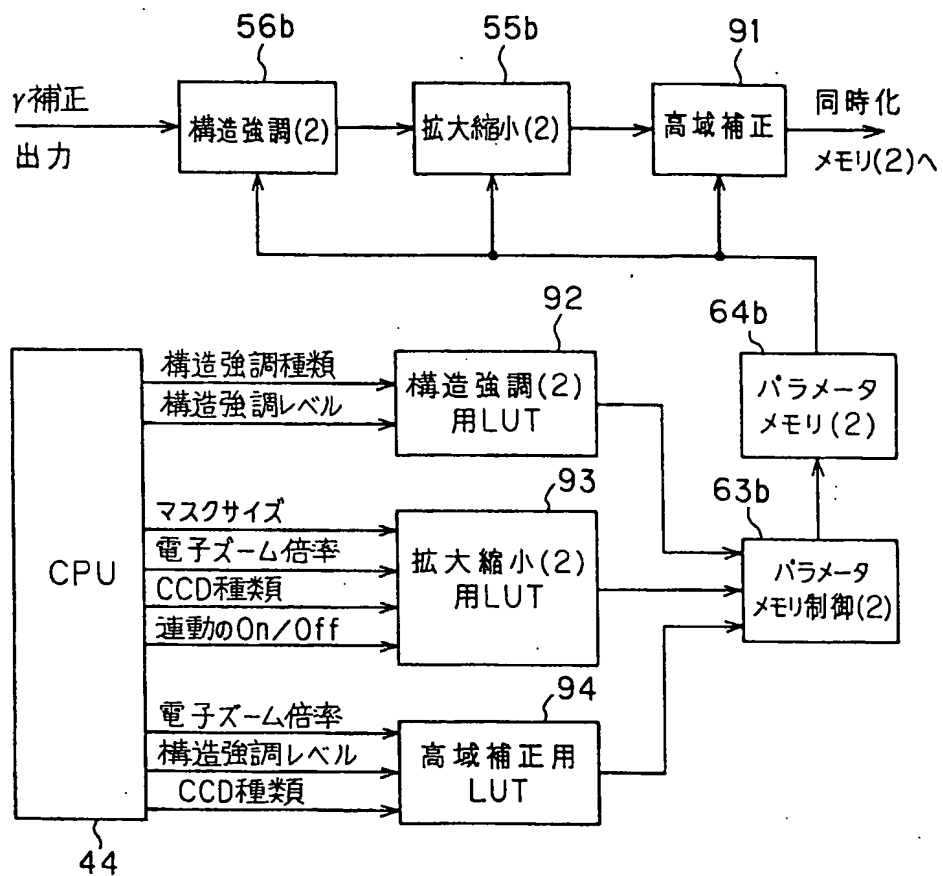 56b
55b
91
γ補正
出力
構造強調(2)
拡大縮小(2)
高域補正
同時化
メモリ(2)へ
92
64b
構造強調種類
構造強調レベル
構造強調(2)
用LUT
パラメータ
メモリ(2)
93
63b
CPU
マスクサイズ
電子ズーム倍率
CCD種類
連動のOn/Off
拡大縮小(2)
用LUT
パラメータ
メモリ制御(2)
94
電子ズーム倍率
構造強調レベル
CCD種類
高域補正用
LUT
44